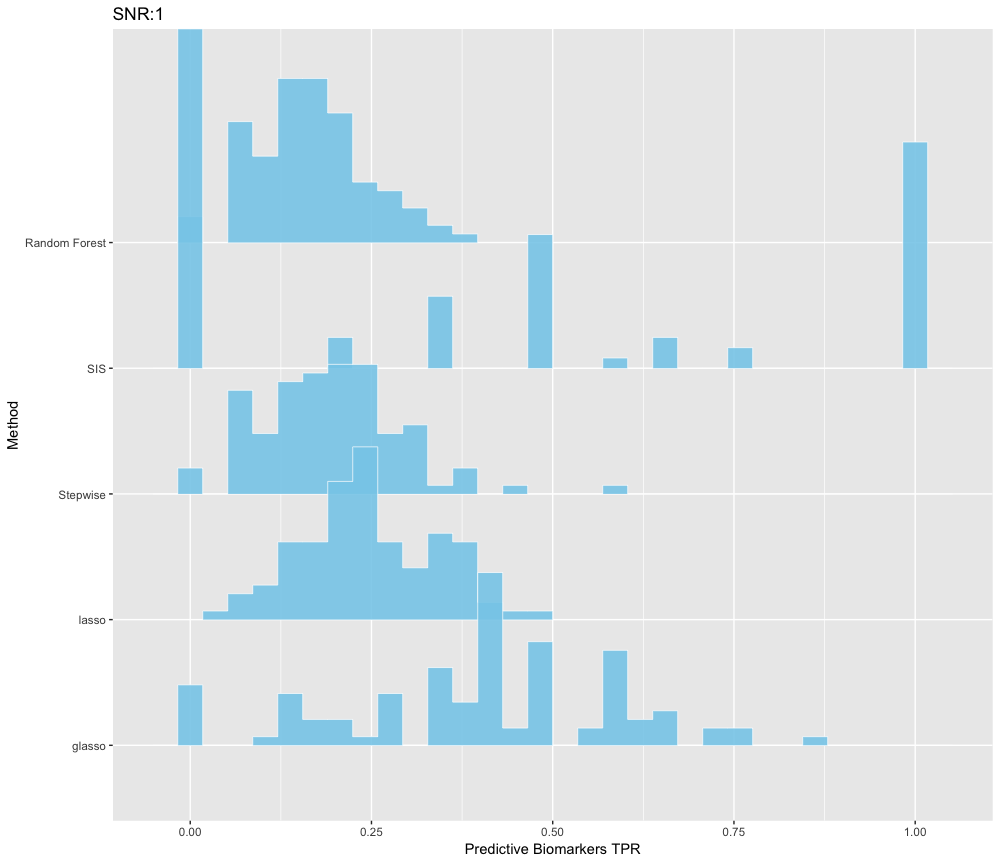 SNR:1
Method
Random Forest
SIS
Stepwise
lasso
glasso
0.00 0.25 0.50 0.75 1.00
Predictive Biomarkers TPR